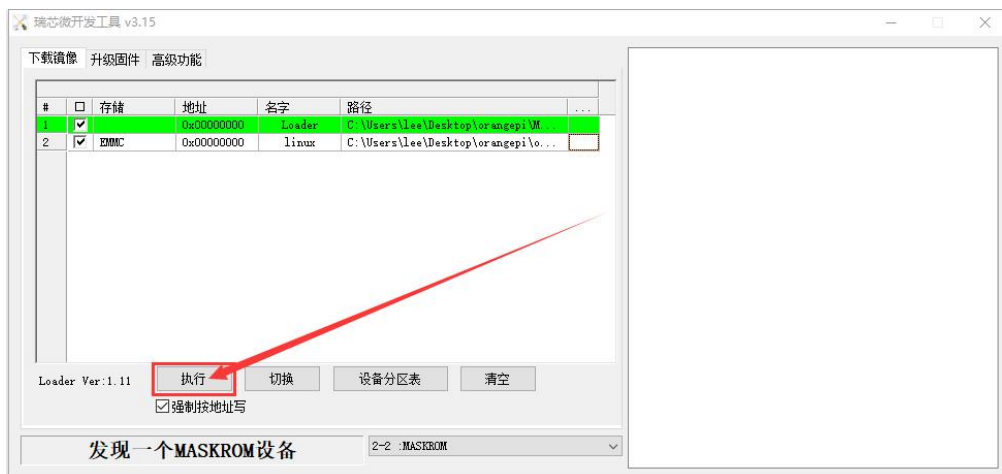 瑞芯微开发工具 v3.15
下载镜像 升级固件 高级功能
# 存储 地址 名字 路径 ...
1 0x00000000 Loader C:\Users\lee\Desktop\orangepi\M...
2 EMMC 0x00000000 linux C:\Users\lee\Desktop\orangepi\o...
Loader Ver:1.11 执行 切换 设备分区表 清空
强制按地址写
发现一个MASKROM设备 2-2 :MASKROM